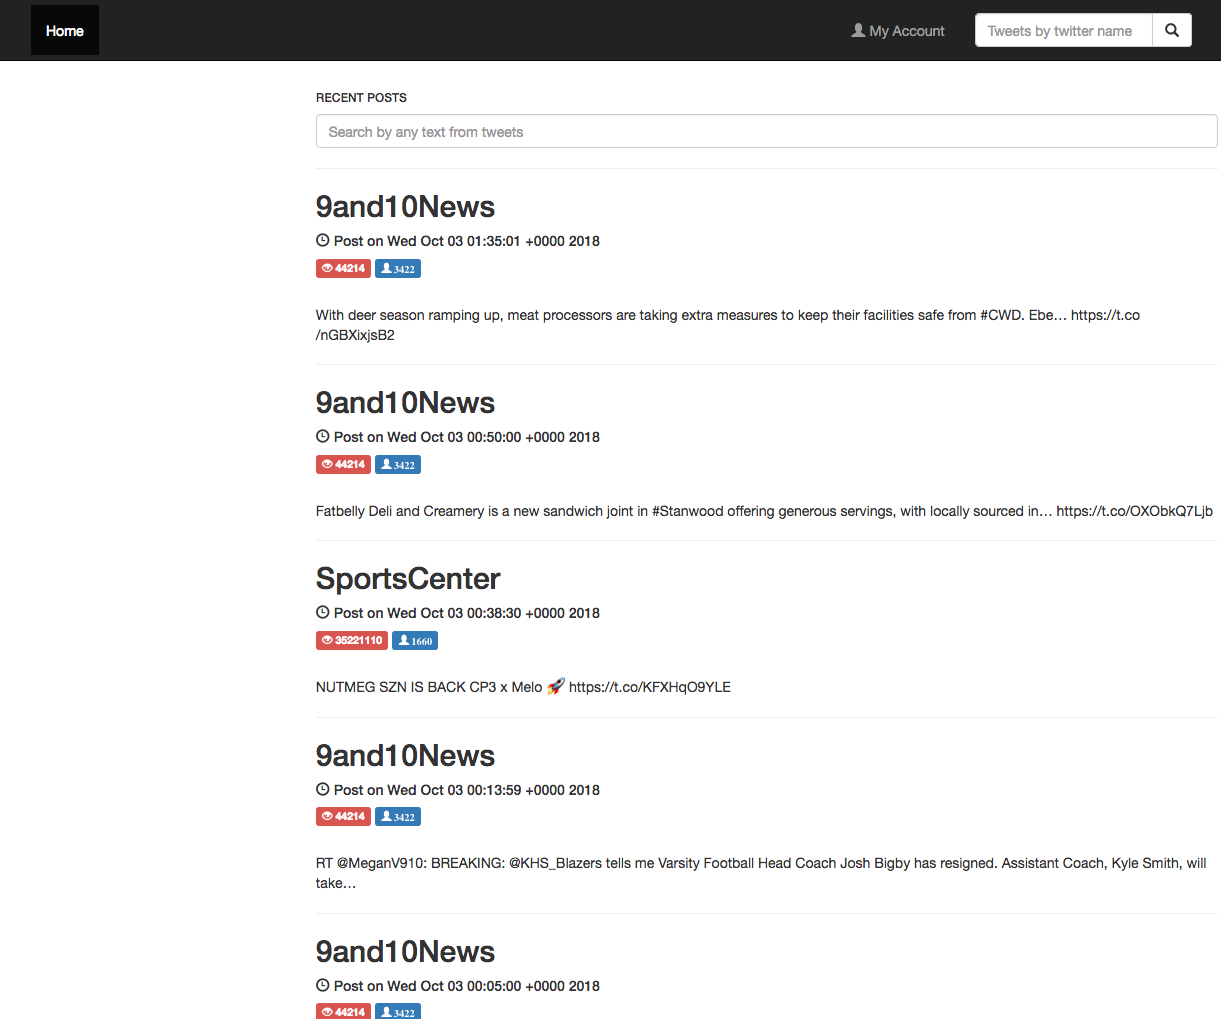 Home
My Account
Tweets by twitter name
RECENT POSTS
Search by any text from tweets
9and10News
Post on Wed Oct 03 01:35:01 +0000 2018
44214 3422
With deer season ramping up, meat processors are taking extra measures to keep their facilities safe from #CWD. Ebe… https://t.co
/nGBXixjsB2
9and10News
Post on Wed Oct 03 00:50:00 +0000 2018
44214 3422
Fatbelly Deli and Creamery is a new sandwich joint in #Stanwood offering generous servings, with locally sourced in… https://t.co/OXObkQ7Ljb
SportsCenter
Post on Wed Oct 03 00:38:30 +0000 2018
35221110 1660
NUTMEG SZN IS BACK CP3 x Melo 🚀 https://t.co/KFXHqO9YLE
9and10News
Post on Wed Oct 03 00:13:59 +0000 2018
44214 3422
RT @MeganV910: BREAKING: @KHS_Blazers tells me Varsity Football Head Coach Josh Bigby has resigned. Assistant Coach, Kyle Smith, will
take…
9and10News
Post on Wed Oct 03 00:05:00 +0000 2018
44214 3422